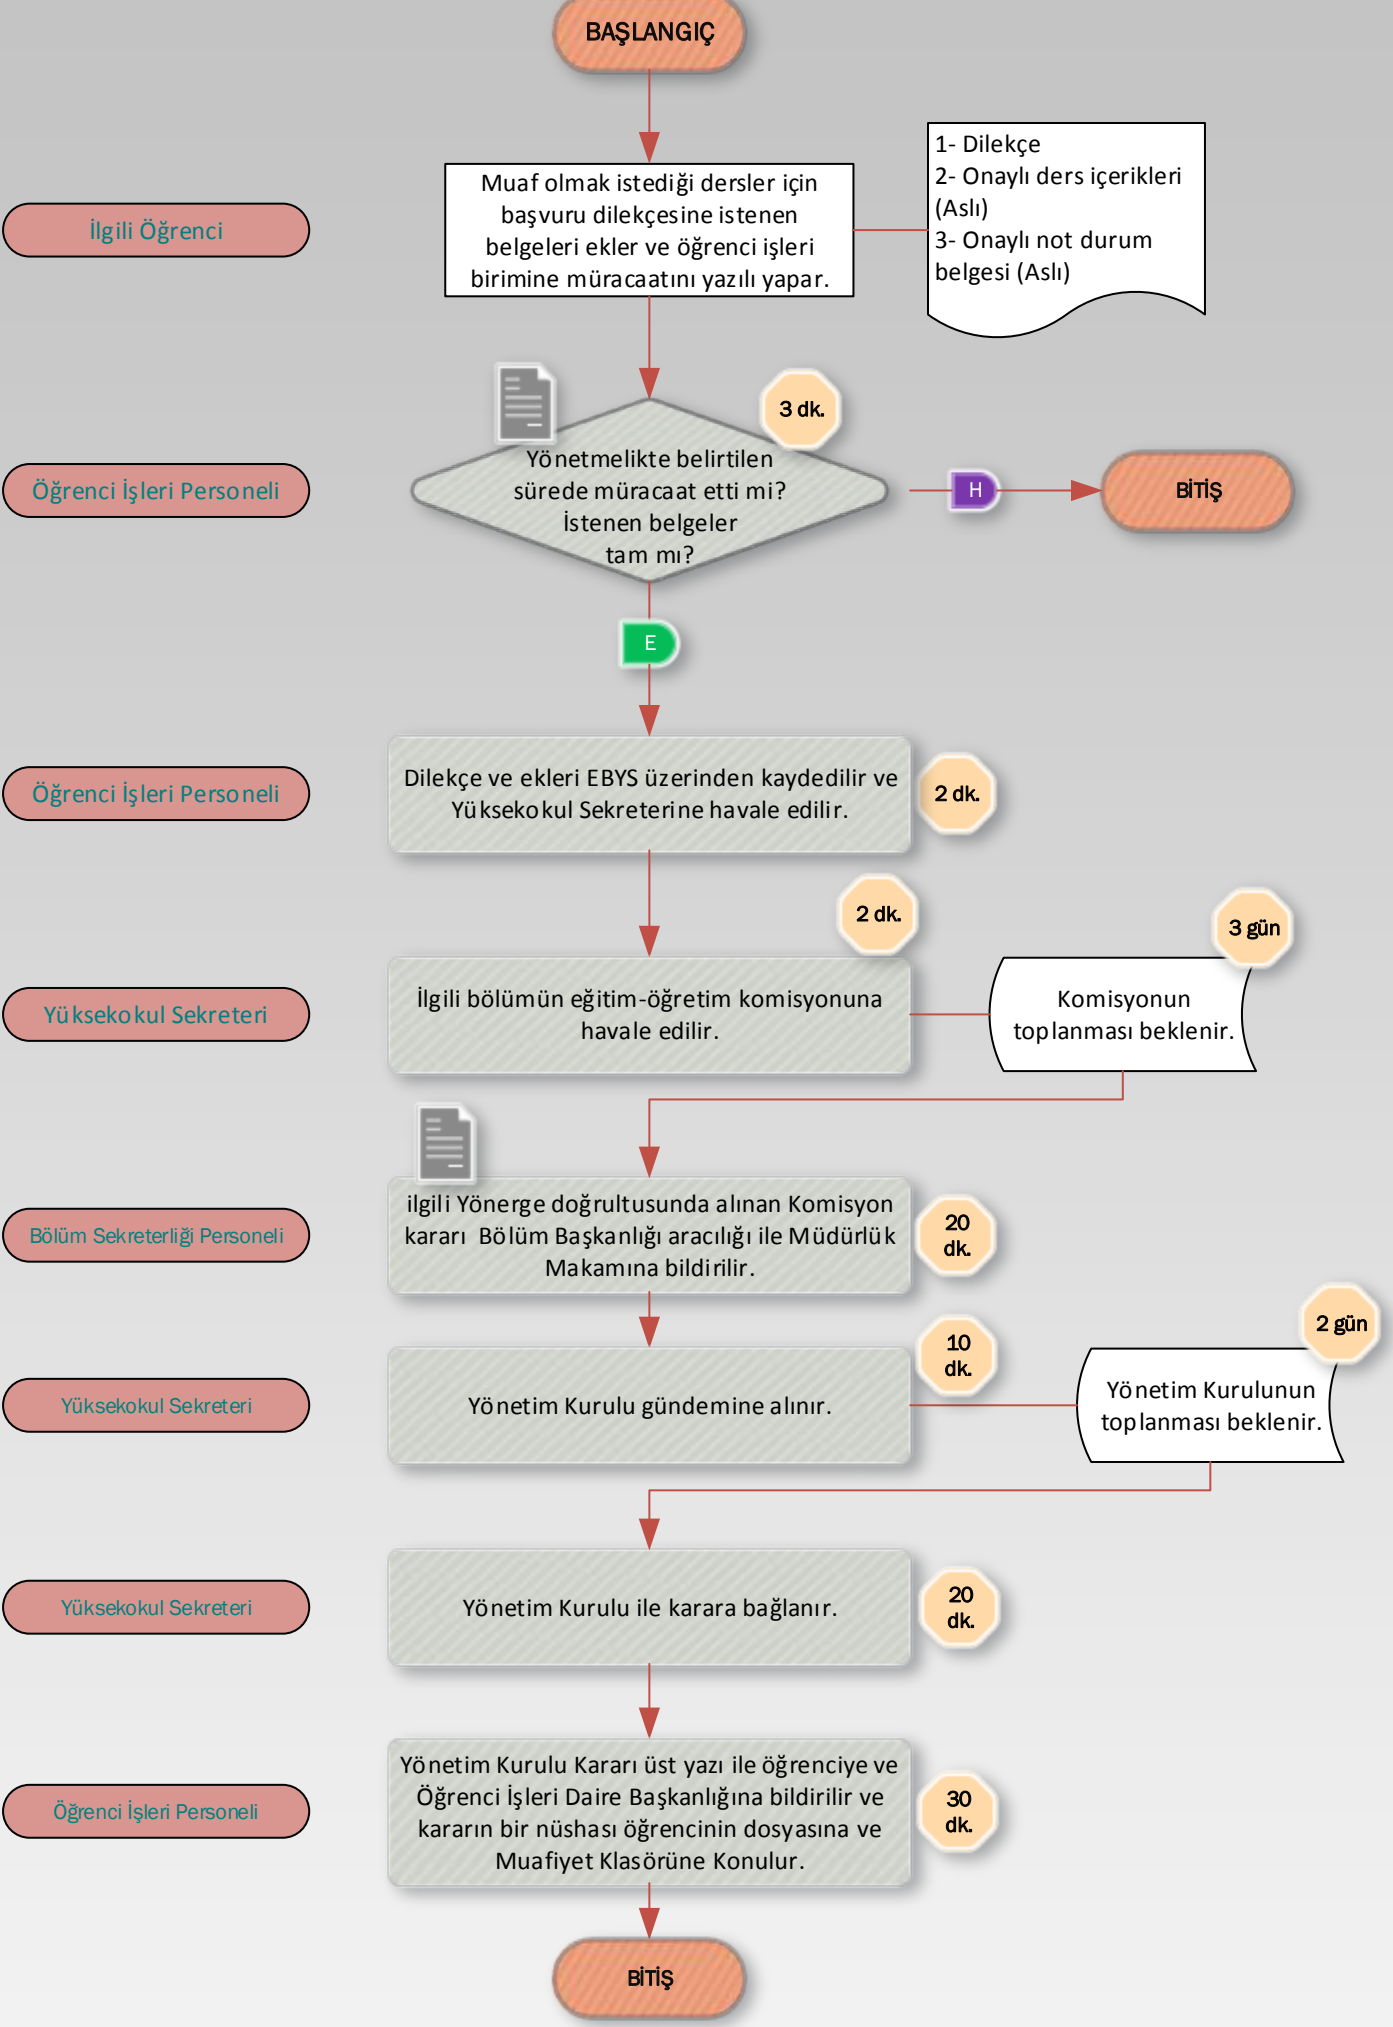 BAŞLANGIÇ
İlgili Öğrenci
Muaf olmak istediği dersler için
başvuru dilekçesine istenen
belgeleri ekler ve öğrenci işleri
birimine müracaatını yazılı yapar.
1- Dilekçe
2- Onaylı ders içerikleri
(Aslı)
3- Onaylı not durum
belgesi (Aslı)
3 dk.
Öğrenci İşleri Personeli
Yönetmelikte belirtilen
sürede müracaat etti mi?
İstenen belgeler
tam mı?
H
BİTİŞ
E
Öğrenci İşleri Personeli
Dilekçe ve ekleri EBYS üzerinden kaydedilir ve
Yüksekokul Sekreterine havale edilir.
2 dk.
2 dk.
3 gün
Yüksekokul Sekreteri
İlgili bölümün eğitim-öğretim komisyonuna
havale edilir.
Komisyonun
toplanması beklenir.
Bölüm Sekreterliği Personeli
ilgili Yönerge doğrultusunda alınan Komisyon
kararı  Bölüm Başkanlığı aracılığı ile Müdürlük
Makamına bildirilir.
20
dk.
10
dk.
2 gün
Yüksekokul Sekreteri
Yönetim Kurulu gündemine alınır.
Yönetim Kurulunun
toplanması beklenir.
Yüksekokul Sekreteri
Yönetim Kurulu ile karara bağlanır.
20
dk.
Öğrenci İşleri Personeli
Yönetim Kurulu Kararı üst yazı ile öğrenciye ve
Öğrenci İşleri Daire Başkanlığına bildirilir ve
kararın bir nüshası öğrencinin dosyasına ve
Muafiyet Klasörüne Konulur.
30
dk.
BİTİŞ